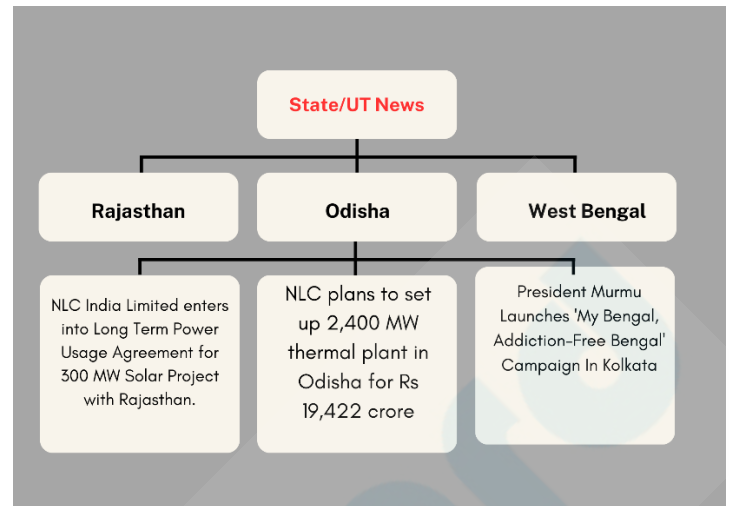 State/UT News
Rajasthan
Odisha
West Bengal
NLC India Limited enters
into Long Term Power
Usage Agreement for
300 MW Solar Project
with Rajasthan.
NLC plans to set
up 2,400 MW
thermal plant in
Odisha for Rs
19,422 crore
President Murmu
Launches 'My Bengal,
Addiction-Free Bengal'
Campaign In Kolkata